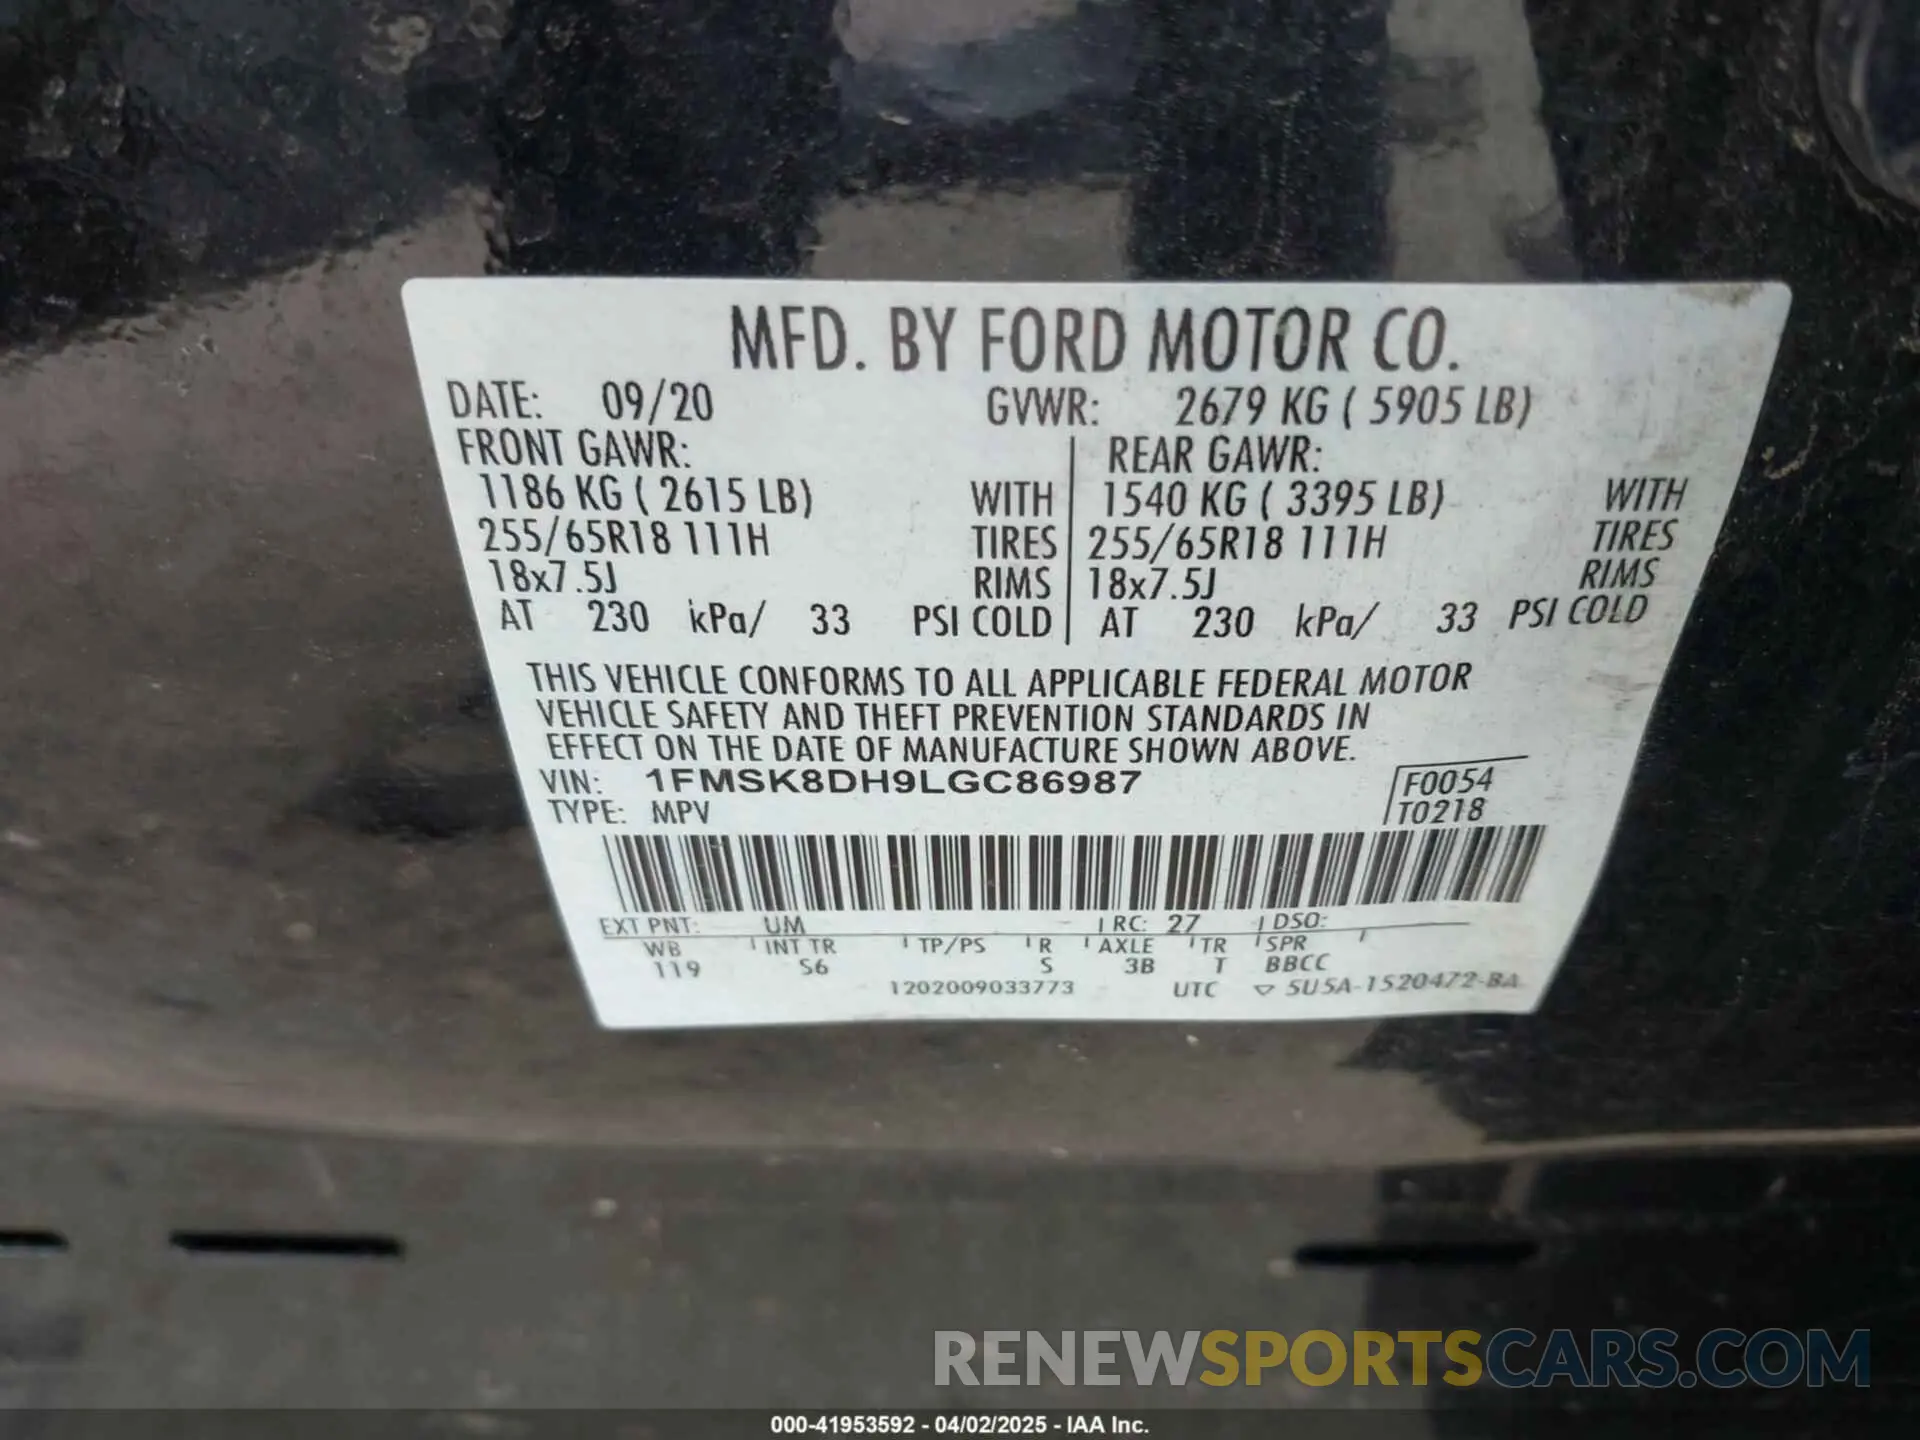 MFD. BY FORD MOTOR CO.
DATE: 09/20 GVWR: 2679 KG ( 5905 LB)
FRONT GAWR: REAR GAWR:
1186 KG ( 2615 LB) WITH 1540 KG ( 3395 LB) WITH
255/65R18 111H TIRES 255/65R18 111H TIRES
18x7.5J RIMS 18x7.5J RIMS
AT 230 kPa/ 33 PSI COLD AT 230 kPa/ 33 PSI COLD
THIS VEHICLE CONFORMS TO ALL APPLICABLE FEDERAL MOTOR
VEHICLE SAFETY AND THEFT PREVENTION STANDARDS IN
EFFECT ON THE DATE OF MANUFACTURE SHOWN ABOVE.
VIN: 1FMSK8DH9LGC86987 F0054
TYPE: MPV T0218
EXT PNT: UM RC: 27 DSO:
WB INT TR TP/PS R AXLE TR SPR
119 S6 S 3B T BBCC
1202009033773 UTC ▽ 5U5A-1520472-BA
RENEWSPORTSCARS.COM
000-41953592 - 04/02/2025 - IAA Inc.